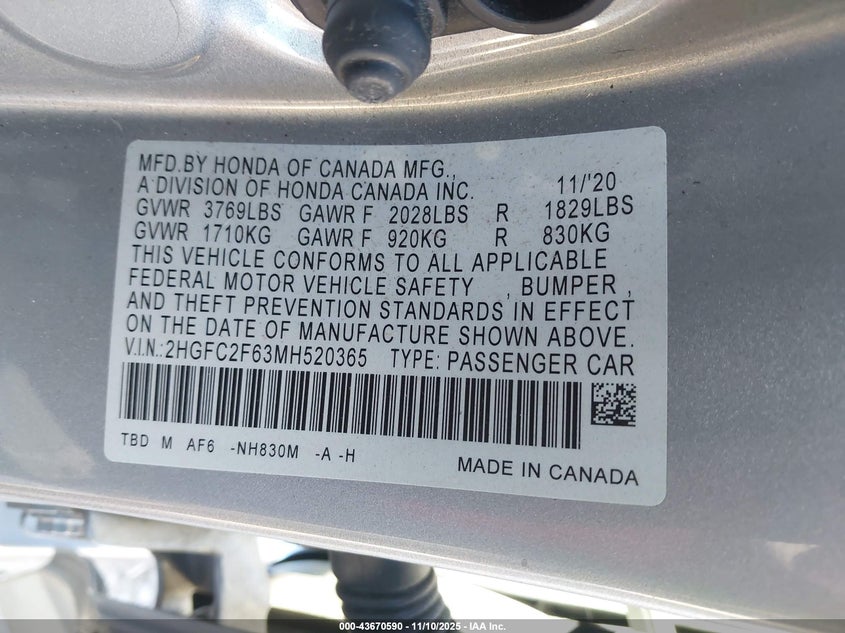 MFD.BY HONDA OF CANADA MFG.,
A DIVISION OF HONDA CANADA INC. 11/'20
GVWR 3769LBS GAWR F 2028LBS R 1829LBS
GVWR 1710KG GAWR F 920KG R 830KG
THIS VEHICLE CONFORMS TO ALL APPLICABLE
FEDERAL MOTOR VEHICLE SAFETY , BUMPER ,
AND THEFT PREVENTION STANDARDS IN EFFECT
ON THE DATE OF MANUFACTURE SHOWN ABOVE.
V.I.N.:2HGFC2F63MH520365 TYPE: PASSENGER CAR
TBD M AF6 -NH830M -A -H
MADE IN CANADA
000-43670590 - 11/10/2025 - IAA Inc.